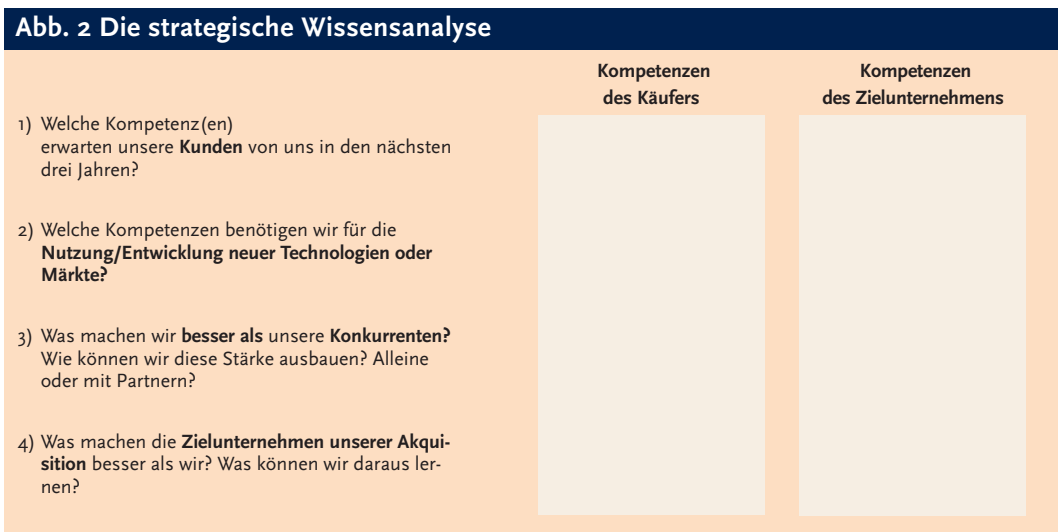 Abb. 2 Die strategische Wissensanalyse
Kompetenzen
des Käufers
Kompetenzen
des Zielunternehmens
1) Welche Kompetenz(en)
erwarten unsere Kunden von uns in den nächsten
drei Jahren?
2) Welche Kompetenzen benötigen wir für die
Nutzung/Entwicklung neuer Technologien oder
Märkte?
3) Was machen wir besser als unsere Konkurrenten?
Wie können wir diese Stärke ausbauen? Alleine
oder mit Partnern?
4) Was machen die Zielunternehmen unserer Akqui-
sition besser als wir? Was können wir daraus ler-
nen?